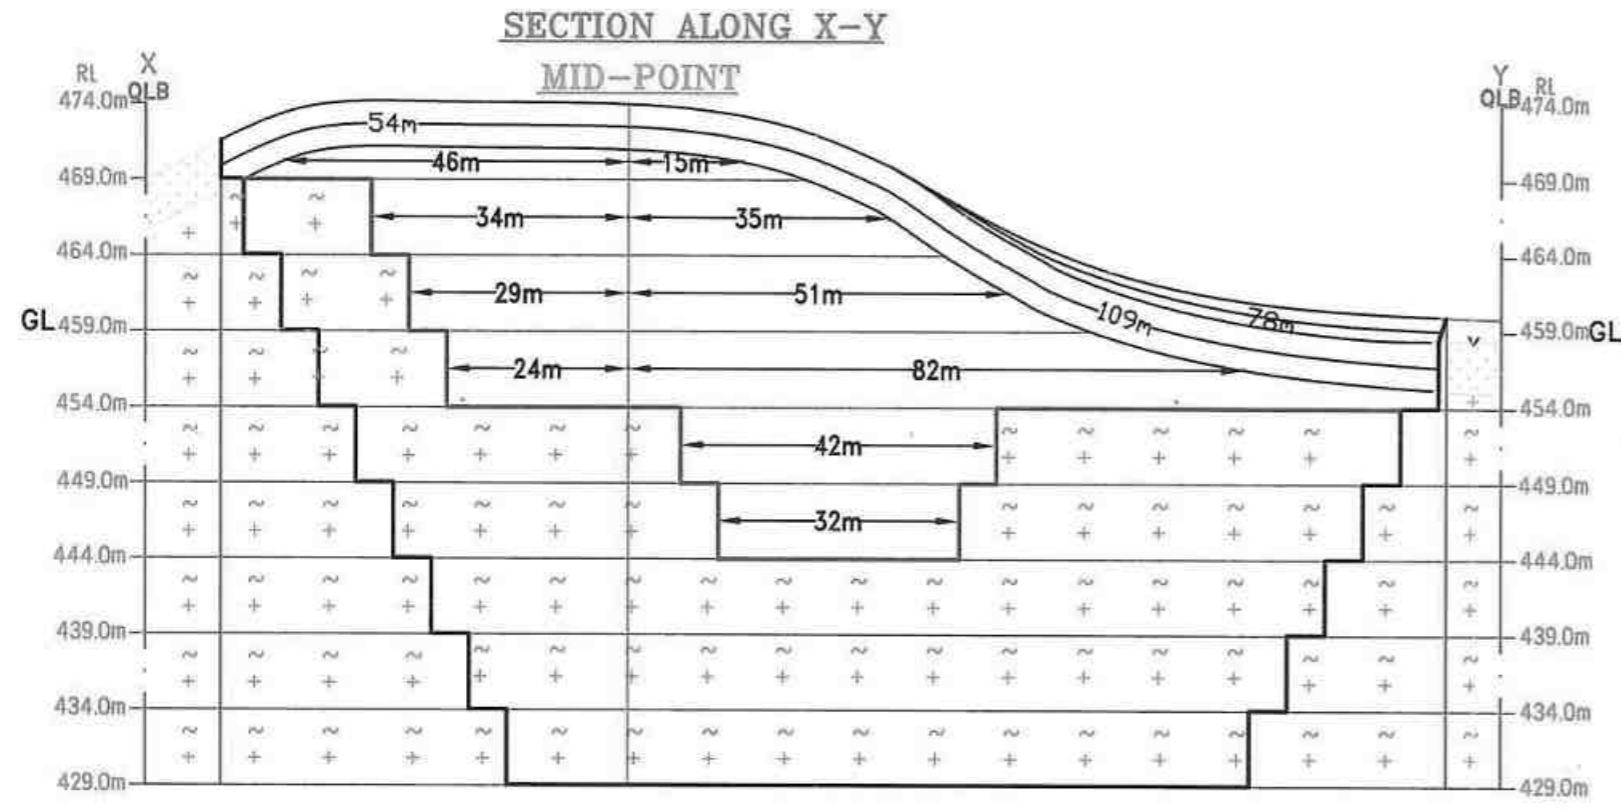 SECTION ALONG X-Y
MID-POINT
RL X QLB
Y QLB RL
474.0m 474.0m
54m
46m 15m
469.0m 469.0m
34m 35m
464.0m 464.0m
29m 51m
109m 78m
GL 459.0m 459.0m GL
24m 82m
454.0m 454.0m
42m
449.0m 449.0m
32m
444.0m 444.0m
439.0m 439.0m
434.0m 434.0m
429.0m 429.0m